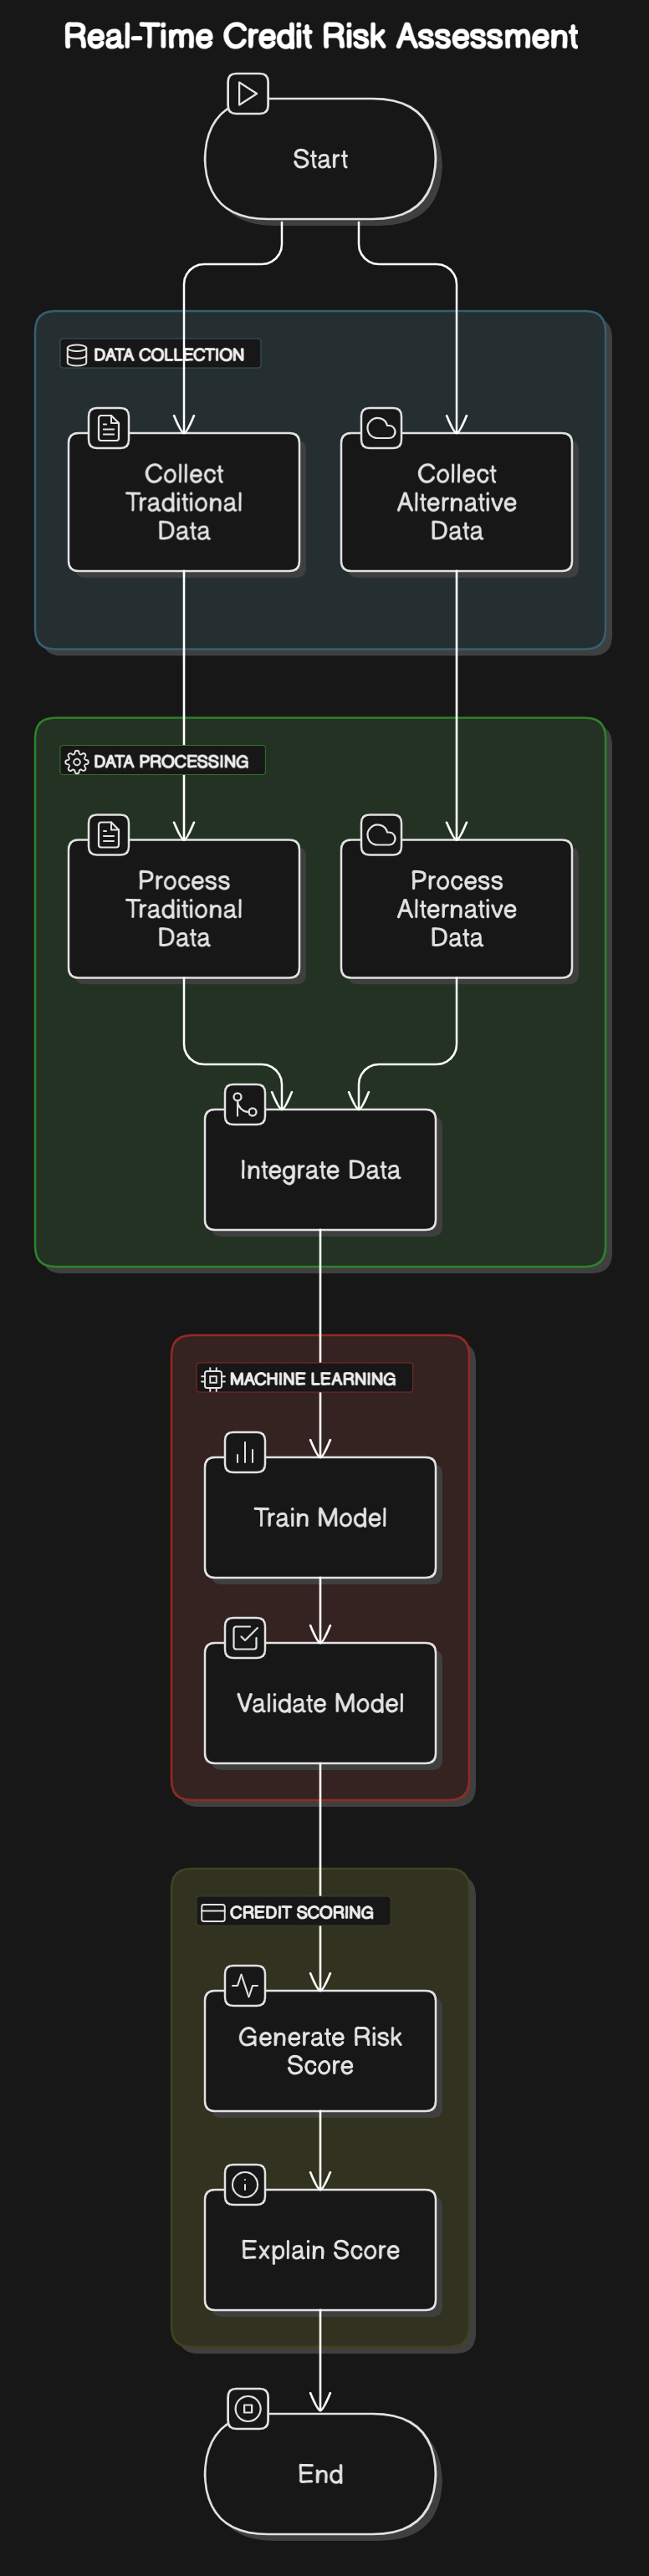 Real-Time Credit Risk Assessment
Start
DATA COLLECTION
Collect
Traditional
Data
Collect
Alternative
Data
DATA PROCESSING
Process
Traditional
Data
Process
Alternative
Data
Integrate Data
MACHINE LEARNING
Train Model
Validate Model
CREDIT SCORING
Generate Risk
Score
Explain Score
End